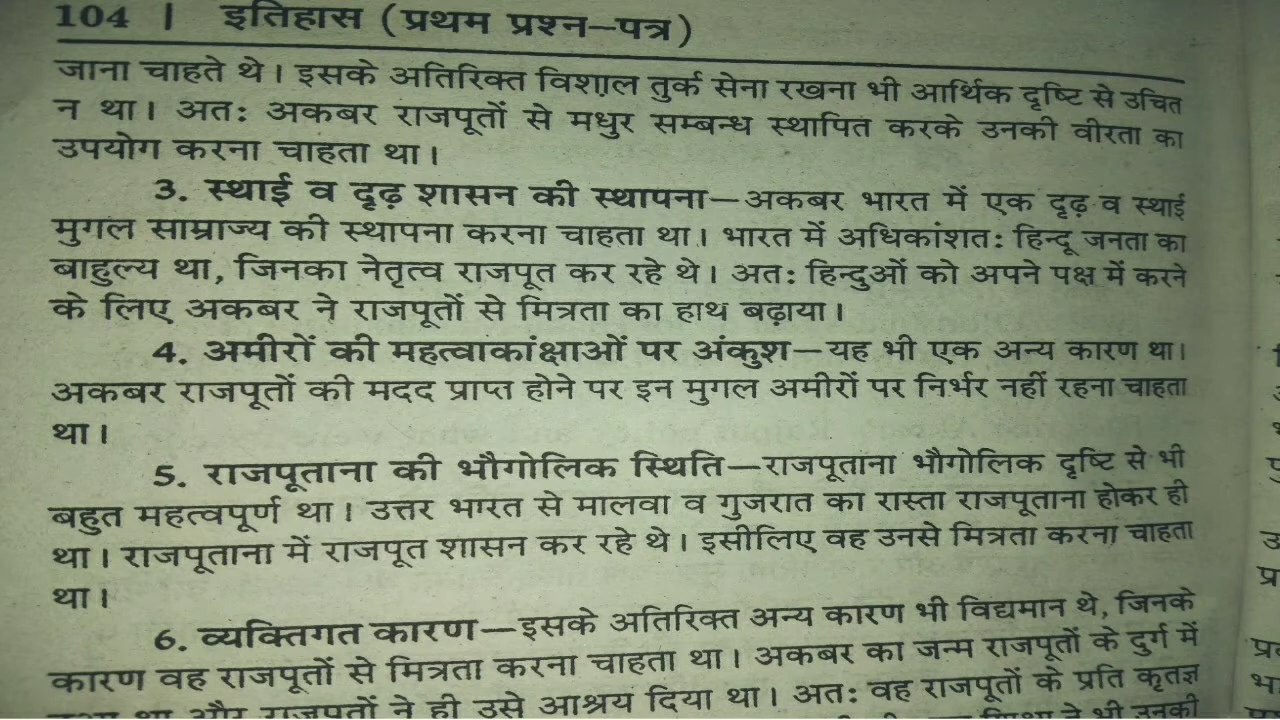 104 | इतिहास (प्रथम प्रश्न–पत्र)
जाना चाहते थे। इसके अतिरिक्त विशाल तुर्क सेना रखना भी आर्थिक दृष्टि से उचित
न था। अतः अकबर राजपूतों से मधुर सम्बन्ध स्थापित करके उनकी वीरता का
उपयोग करना चाहता था।
3. स्थाई व दृढ़ शासन की स्थापना–अकबर भारत में एक दृढ़ व स्थाई
मुगल साम्राज्य की स्थापना करना चाहता था। भारत में अधिकांशतः हिन्दू जनता का
बाहुल्य था, जिनका नेतृत्व राजपूत कर रहे थे। अतः हिन्दुओं को अपने पक्ष में करने
के लिए अकबर ने राजपूतों से मित्रता का हाथ बढ़ाया।
4. अमीरों की महत्वाकांक्षाओं पर अंकुश–यह भी एक अन्य कारण था।
अकबर राजपूतों की मदद प्राप्त होने पर इन मुगल अमीरों पर निर्भर नहीं रहना चाहता
था।
5. राजपूताना की भौगोलिक स्थिति–राजपूताना भौगोलिक दृष्टि से भी
बहुत महत्वपूर्ण था। उत्तर भारत से मालवा व गुजरात का रास्ता राजपूताना होकर ही
था। राजपूताना में राजपूत शासन कर रहे थे। इसीलिए वह उनसे मित्रता करना चाहता
था।
6. व्यक्तिगत कारण–इसके अतिरिक्त अन्य कारण भी विद्यमान थे, जिनके
कारण वह राजपूतों से मित्रता करना चाहता था। अकबर का जन्म राजपूतों के दुर्ग में
हुआ था और राजपूतों ने ही उसे आश्रय दिया था। अतः वह राजपूतों के प्रति कृतज्ञ